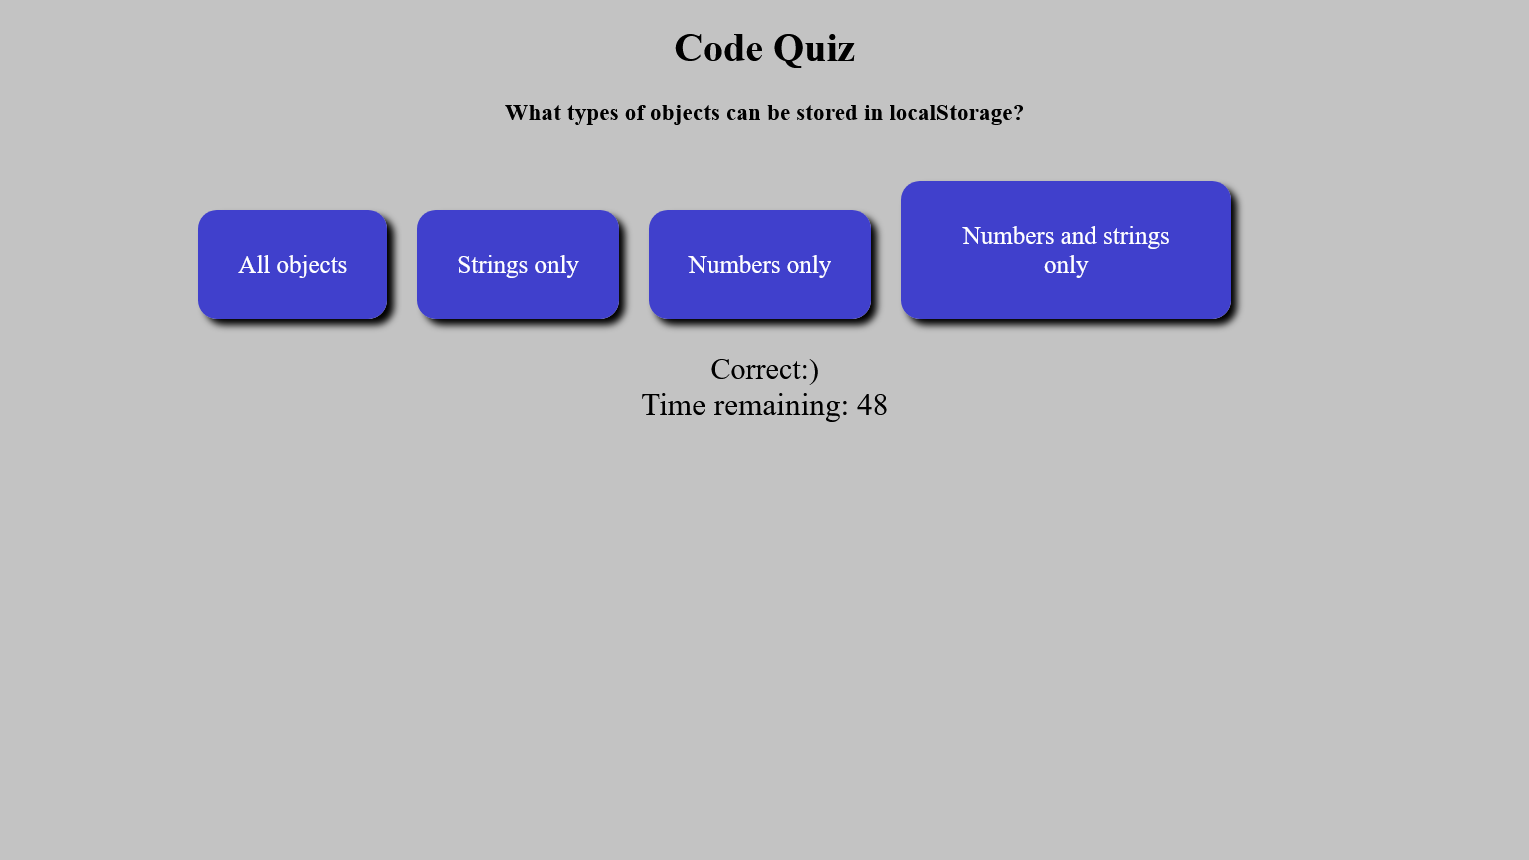 Code Quiz
What types of objects can be stored in localStorage?
All objects
Strings only
Numbers only
Numbers and strings
only
Correct:)
Time remaining: 48